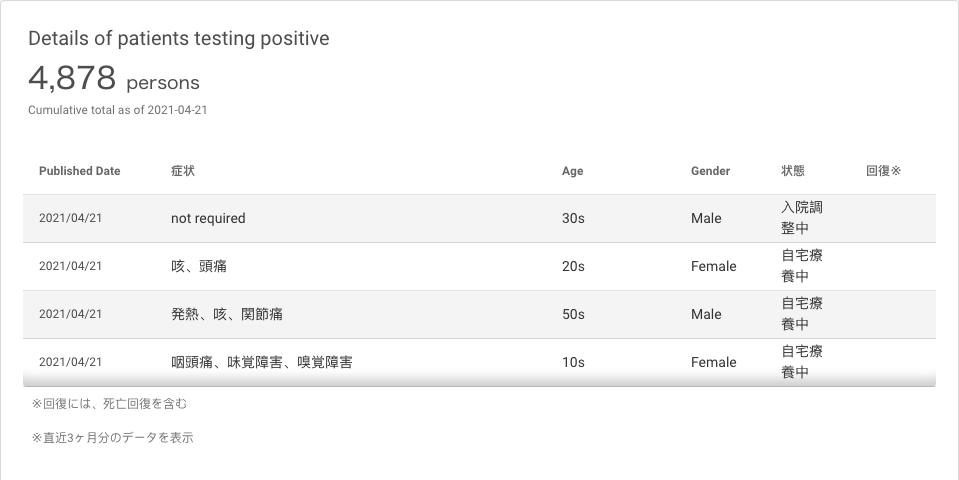 Details of patients testing positive
4,878 persons
Cumulative total as of 2021-04-21
Published Date 症状 Age Gender 状態 回復※
2021/04/21 not required 30s Male 入院調
整中
2021/04/21 咳、頭痛 20s Female 自宅療
養中
2021/04/21 発熱、咳、関節痛 50s Male 自宅療
養中
2021/04/21 咽頭痛、味覚障害、嗅覚障害 10s Female 自宅療
養中
※回復には、死亡回復を含む
※直近3ヶ月分のデータを表示